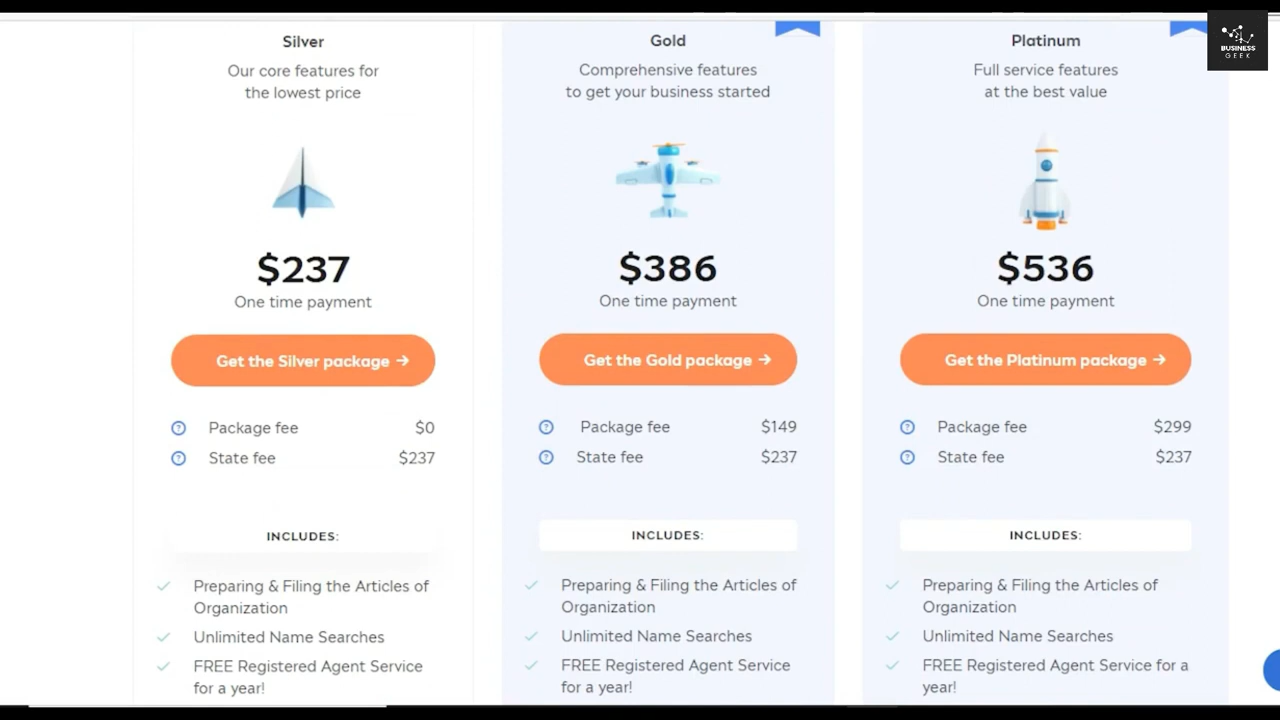 BUSINESS
GEEK
Silver
Our core features for
the lowest price
$237
One time payment
Get the Silver package →
Package fee $0
State fee $237
INCLUDES:
Preparing & Filing the Articles of
Organization
Unlimited Name Searches
FREE Registered Agent Service
for a year!
Gold
Comprehensive features
to get your business started
$386
One time payment
Get the Gold package →
Package fee $149
State fee $237
INCLUDES:
Preparing & Filing the Articles of
Organization
Unlimited Name Searches
FREE Registered Agent Service
for a year!
Platinum
Full service features
at the best value
$536
One time payment
Get the Platinum package →
Package fee $299
State fee $237
INCLUDES:
Preparing & Filing the Articles of
Organization
Unlimited Name Searches
FREE Registered Agent Service for a
year!